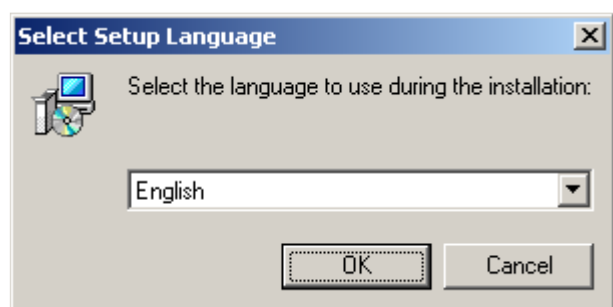 Select Setup Language
Select the language to use during the installation:
English
OK
Cancel